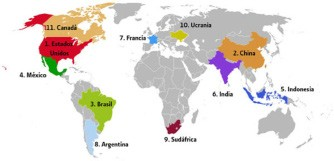 11. Canadá
10. Ucrania
7. Francia
1. Estados
Unidos
2. China
4. México
5. Indonesia
6. India
3. Brasil
9. Sudáfrica
8. Argentina